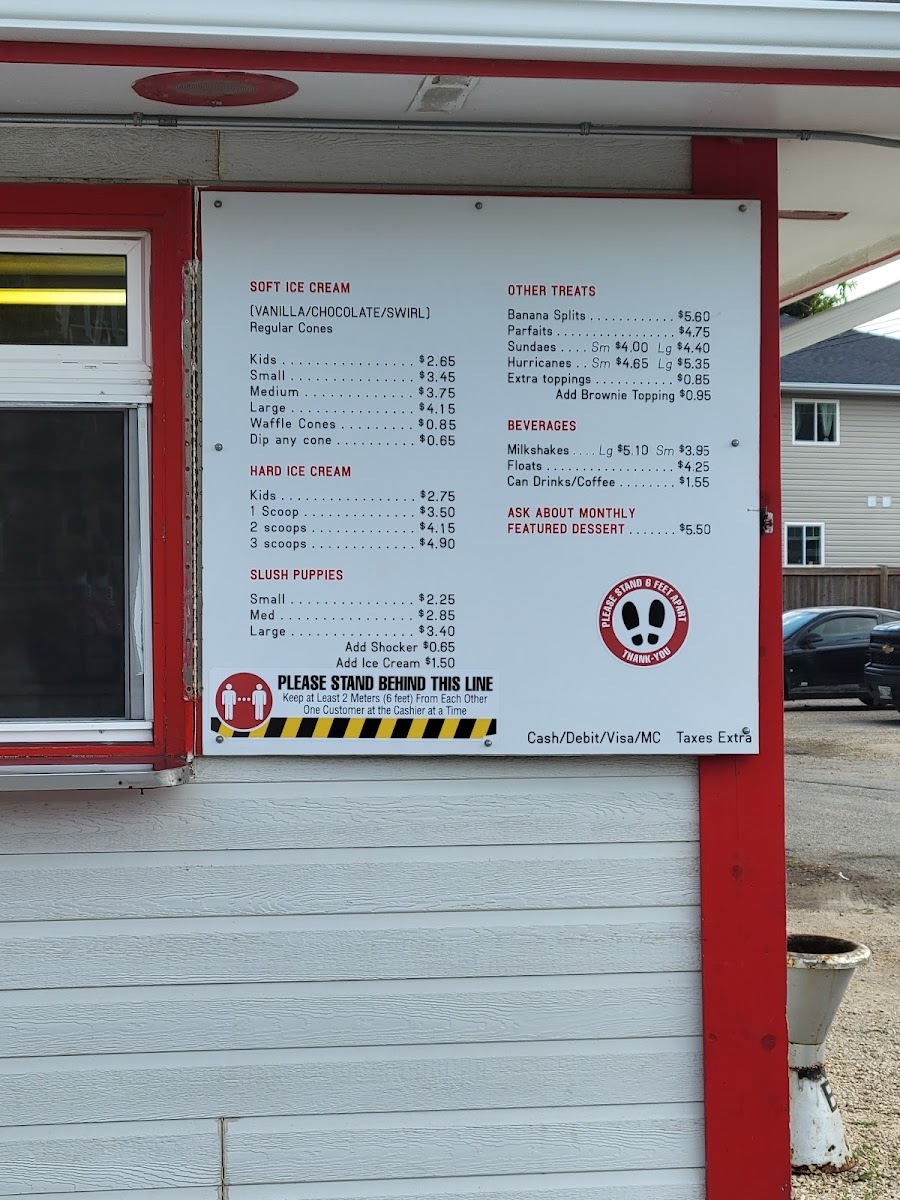 SOFT ICE CREAM
(VANILLA/CHOCOLATE/SWIRL)
Regular Cones
Kids . . . . . . . . . . . . . . . . . $2.65
Small . . . . . . . . . . . . . . . . $3.45
Medium . . . . . . . . . . . . . . $3.75
Large . . . . . . . . . . . . . . . . $4.15
Waffle Cones . . . . . . . . . . $0.85
Dip any cone . . . . . . . . . . $0.65
HARD ICE CREAM
Kids . . . . . . . . . . . . . . . . . $2.75
1 Scoop . . . . . . . . . . . . . . $3.50
2 scoops . . . . . . . . . . . . . $4.15
3 scoops . . . . . . . . . . . . . $4.90
SLUSH PUPPIES
Small . . . . . . . . . . . . . . . . $2.25
Med . . . . . . . . . . . . . . . . . $2.85
Large . . . . . . . . . . . . . . . . $3.40
Add Shocker $0.65
Add Ice Cream $1.50
PLEASE STAND BEHIND THIS LINE
Keep at Least 2 Meters (6 feet) From Each Other
One Customer at the Cashier at a Time
OTHER TREATS
Banana Splits . . . . . . . . . . . $5.60
Parfaits . . . . . . . . . . . . . . . $4.75
Sundaes . . . . Sm $4.00 Lg $4.40
Hurricanes . . Sm $4.65 Lg $5.35
Extra toppings . . . . . . . . . . $0.85
Add Brownie Topping $0.95
BEVERAGES
Milkshakes . . . . Lg $5.10 Sm $3.95
Floats . . . . . . . . . . . . . . . . $4.25
Can Drinks/Coffee . . . . . . . . $1.55
ASK ABOUT MONTHLY
FEATURED DESSERT . . . . . . . $5.50
PLEASE STAND 6 FEET APART
THANK-YOU
Cash/Debit/Visa/MC Taxes Extra